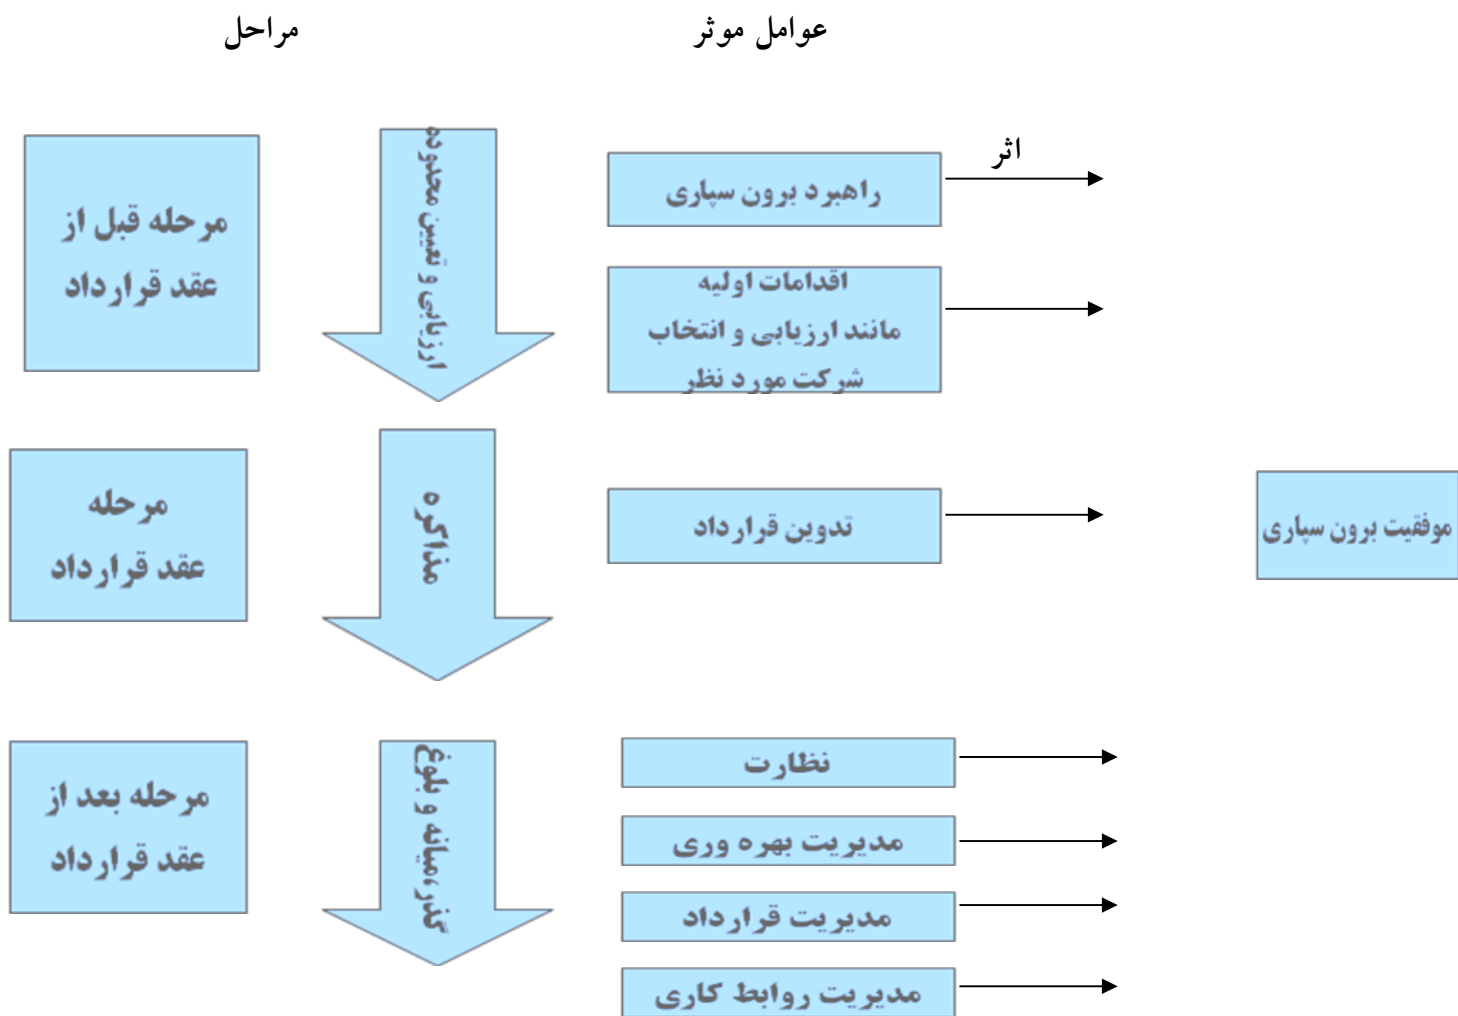 مراحل
عوامل موثر
مرحله قبل از
عقد قرارداد
ارزیابی و تعیین محدوده
راهبرد برون سپاری
اثر
اقدامات اولیه
مانند ارزیابی و انتخاب
شرکت مورد نظر
مرحله
عقد قرارداد
مذاکره
تدوین قرارداد
موفقیت برون سپاری
مرحله بعد از
عقد قرارداد
گذر،میانه و بلوغ
نظارت
مدیریت بهره وری
مدیریت قرارداد
مدیریت روابط کاری